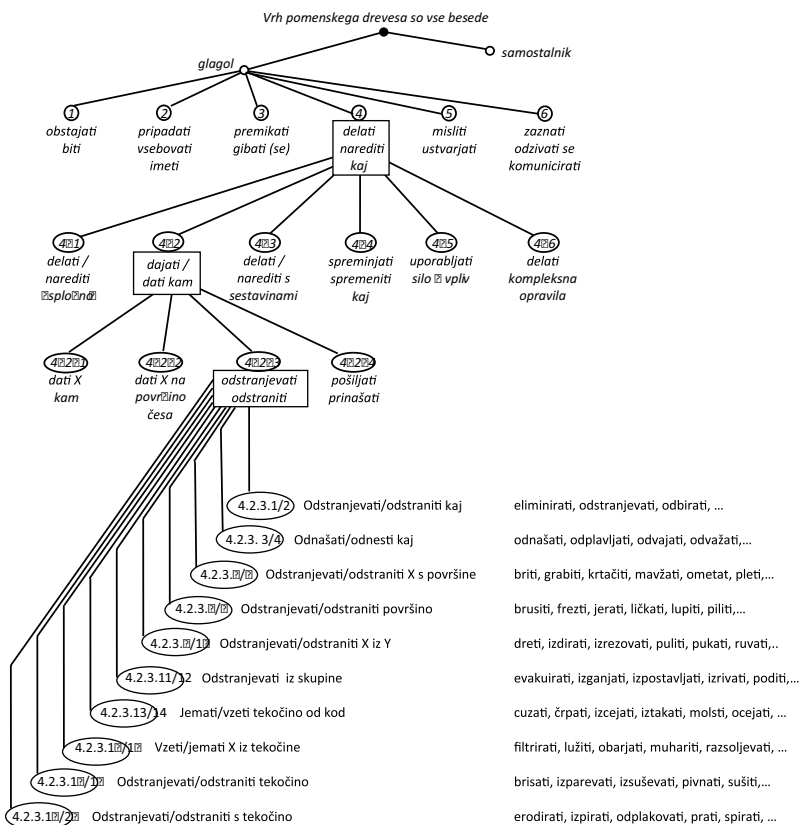 Vrh pomenskega drevesa so vse besede
samostalnik
glagol
1 2 3 4 5 6
obstajati pripadati premikati delati misliti zaznati
biti vsebovati gibati (se) narediti ustvarjati odzivati se
imeti kaj komunicirati
delati / dajati / delati / spreminjati uporabljati delati
narediti dati kam narediti s spremeniti silo vpliv kompleksna
sestavinami kaj opravila
dati X dati X na odstranjevati pošiljati
kam odstraniti prinašati
česa
4.2.3.1/2 Odstranjevati/odstraniti kaj eliminirati, odstranjevati, odbirati, ...
4.2.3. 3/4 Odnašati/odnesti kaj odnašati, odplavljati, odvajati, odvažati,...
Odstranjevati/odstraniti X s površine briti, grabiti, krtačiti, mavžati, ometat, pleti,...
Odstranjevati/odstraniti površino brusiti, frezti, jerati, ličkati, lupiti, piliti,...
Odstranjevati/odstraniti X iz Y dreti, izdirati, izrezovati, puliti, pukati, ruvati,..
4.2.3.11/12 Odstranjevati iz skupine evakuirati, izganjati, izpostavljati, izrivati, poditi,...
4.2.3.13/14 Jemati/vzeti tekočino od kod cuzati, črpati, izcejati, iztakati, molsti, ocejati, ...
Vzeti/jemati X iz tekočine filtrirati, lužiti, obarjati, muhariti, razsoljevati, ...
Odstranjevati/odstraniti tekočino brisati, izparevati, izsuševati, pivnati, sušiti,...
Odstranjevati/odstraniti s tekočino erodirati, izpirati, odplakovati, prati, spirati, ...